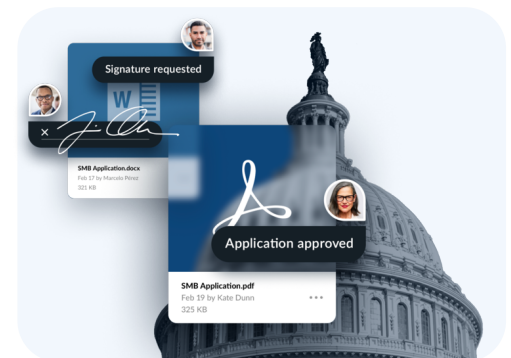 Signature requested
W
×
SMB Application.docx
Feb 17 by Marcelo Pérez
321 KB
Application approved
SMB Application.pdf
Feb 19 by Kate Dunn
325 KB